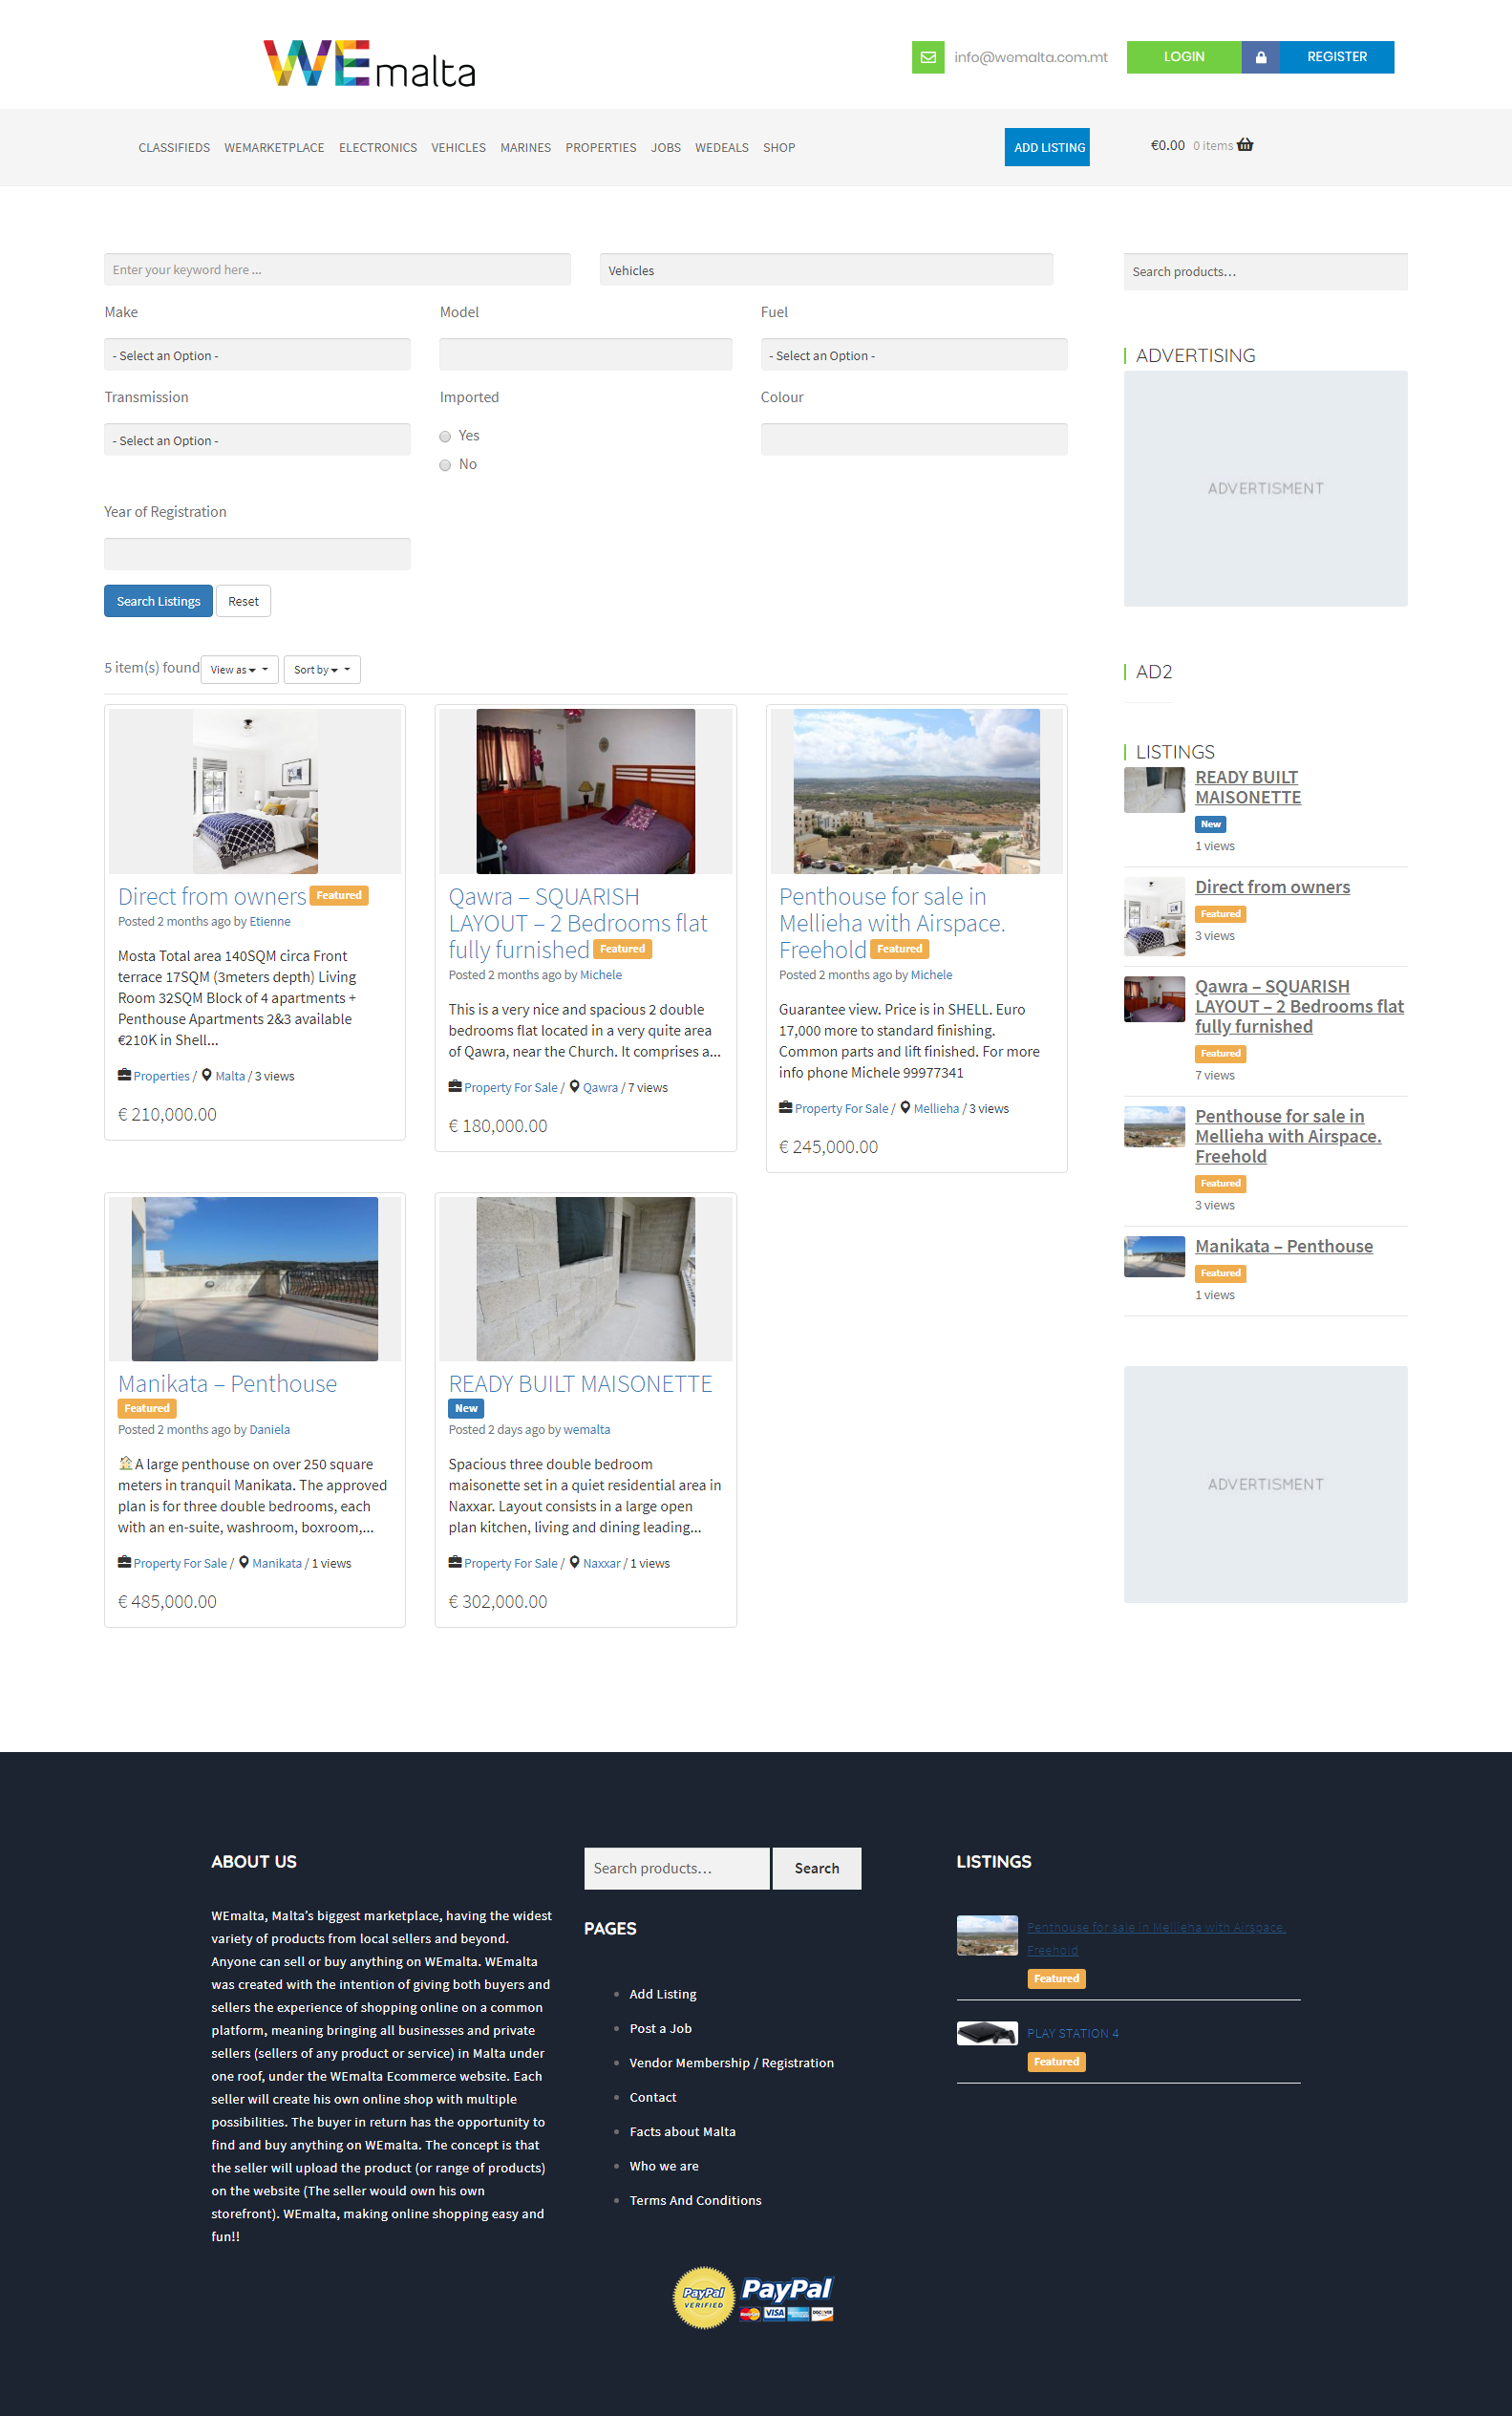 WEmalta
info@wemalta.com.mt
LOGIN
REGISTER
CLASSIFIEDS WEMARKETPLACE ELECTRONICS VEHICLES MARINES PROPERTIES JOBS WEDEALS SHOP
ADD LISTING
€0.00 0 items
Enter your keyword here ...
Vehicles
Make
Model
Fuel
- Select an Option -
- Select an Option -
Transmission
Imported
Colour
- Select an Option -
Yes
No
Year of Registration
Search Listings
Reset
5 item(s) found
View as
Sort by
Direct from owners Featured
Posted 2 months ago by Etienne
Mosta Total area 140SQM circa Front
terrace 17SQM (3meters depth) Living
Room 32SQM Block of 4 apartments +
Penthouse Apartments 2&3 available
€210K in Shell...
Properties / Malta / 3 views
€ 210,000.00
Qawra – SQUARISH
LAYOUT – 2 Bedrooms flat
fully furnished Featured
Posted 2 months ago by Michele
This is a very nice and spacious 2 double
bedrooms flat located in a very quite area
of Qawra, near the Church. It comprises a...
Property For Sale / Qawra / 7 views
€ 180,000.00
Penthouse for sale in
Mellieha with Airspace.
Freehold Featured
Posted 2 months ago by Michele
Guarantee view. Price is in SHELL. Euro
17,000 more to standard finishing.
Common parts and lift finished. For more
info phone Michele 99977341
Property For Sale / Mellieha / 3 views
€ 245,000.00
Manikata – Penthouse
Featured
Posted 2 months ago by Daniela
A large penthouse on over 250 square
meters in tranquil Manikata. The approved
plan is for three double bedrooms, each
with an en-suite, washroom, boxroom,...
Property For Sale / Manikata / 1 views
€ 485,000.00
READY BUILT MAISONETTE
New
Posted 2 days ago by wemalta
Spacious three double bedroom
maisonette set in a quiet residential area in
Naxxar. Layout consists in a large open
plan kitchen, living and dining leading...
Property For Sale / Naxxar / 1 views
€ 302,000.00
Search products...
ADVERTISING
ADVERTISMENT
AD2
LISTINGS
READY BUILT
MAISONETTE
New
1 views
Direct from owners
Featured
3 views
Qawra – SQUARISH
LAYOUT – 2 Bedrooms flat
fully furnished
Featured
7 views
Penthouse for sale in
Mellieha with Airspace.
Freehold
Featured
3 views
Manikata – Penthouse
Featured
1 views
ADVERTISMENT
ABOUT US
WEmalta, Malta's biggest marketplace, having the widest
variety of products from local sellers and beyond.
Anyone can sell or buy anything on WEmalta. WEmalta
was created with the intention of giving both buyers and
sellers the experience of shopping online on a common
platform, meaning bringing all businesses and private
sellers (sellers of any product or service) in Malta under
one roof, under the WEmalta Ecommerce website. Each
seller will create his own online shop with multiple
possibilities. The buyer in return has the opportunity to
find and buy anything on WEmalta. The concept is that
the seller will upload the product (or range of products)
on the website (The seller would own his own
storefront). WEmalta, making online shopping easy and
fun!!
Search products...
Search
PAGES
Add Listing
Post a Job
Vendor Membership / Registration
Contact
Facts about Malta
Who we are
Terms And Conditions
PayPal
VERIFIED
PayPal
MasterCard
VISA
DISCOVER
LISTINGS
Penthouse for sale in Mellieha with Airspace.
Freehold
Featured
PLAY STATION 4
Featured